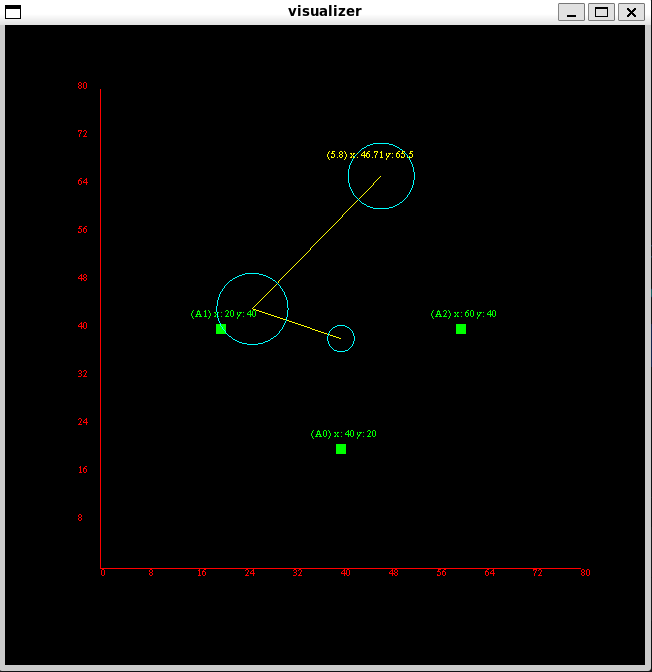 visualizer
80
72
(5.8) x: 46.71 y: 65.5
64
56
48
(A1) x: 20 y: 40
(A2) x: 60 y: 40
40
32
24
(A0) x: 40 y: 20
16
8
0 8 16 24 32 40 48 56 64 72 80